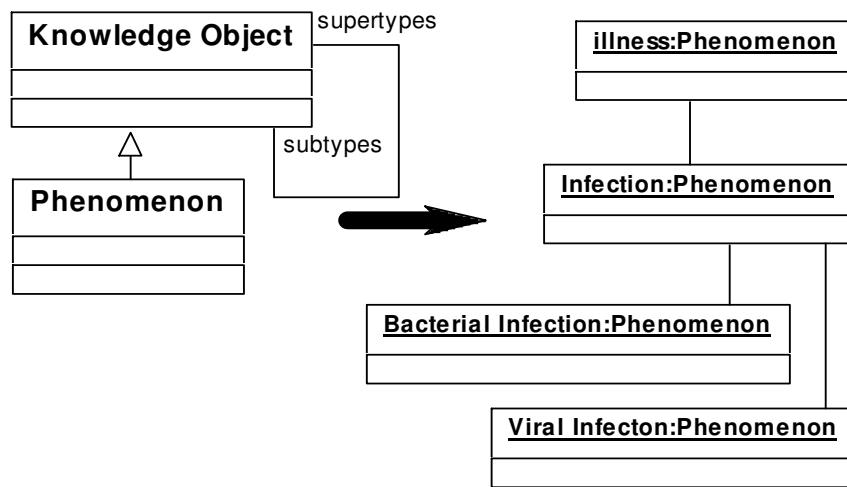 Knowledge Object
supertypes
subtypes
Phenomenon
illness:Phenomenon
Infection:Phenomenon
Bacterial Infection:Phenomenon
Viral Infecton:Phenomenon